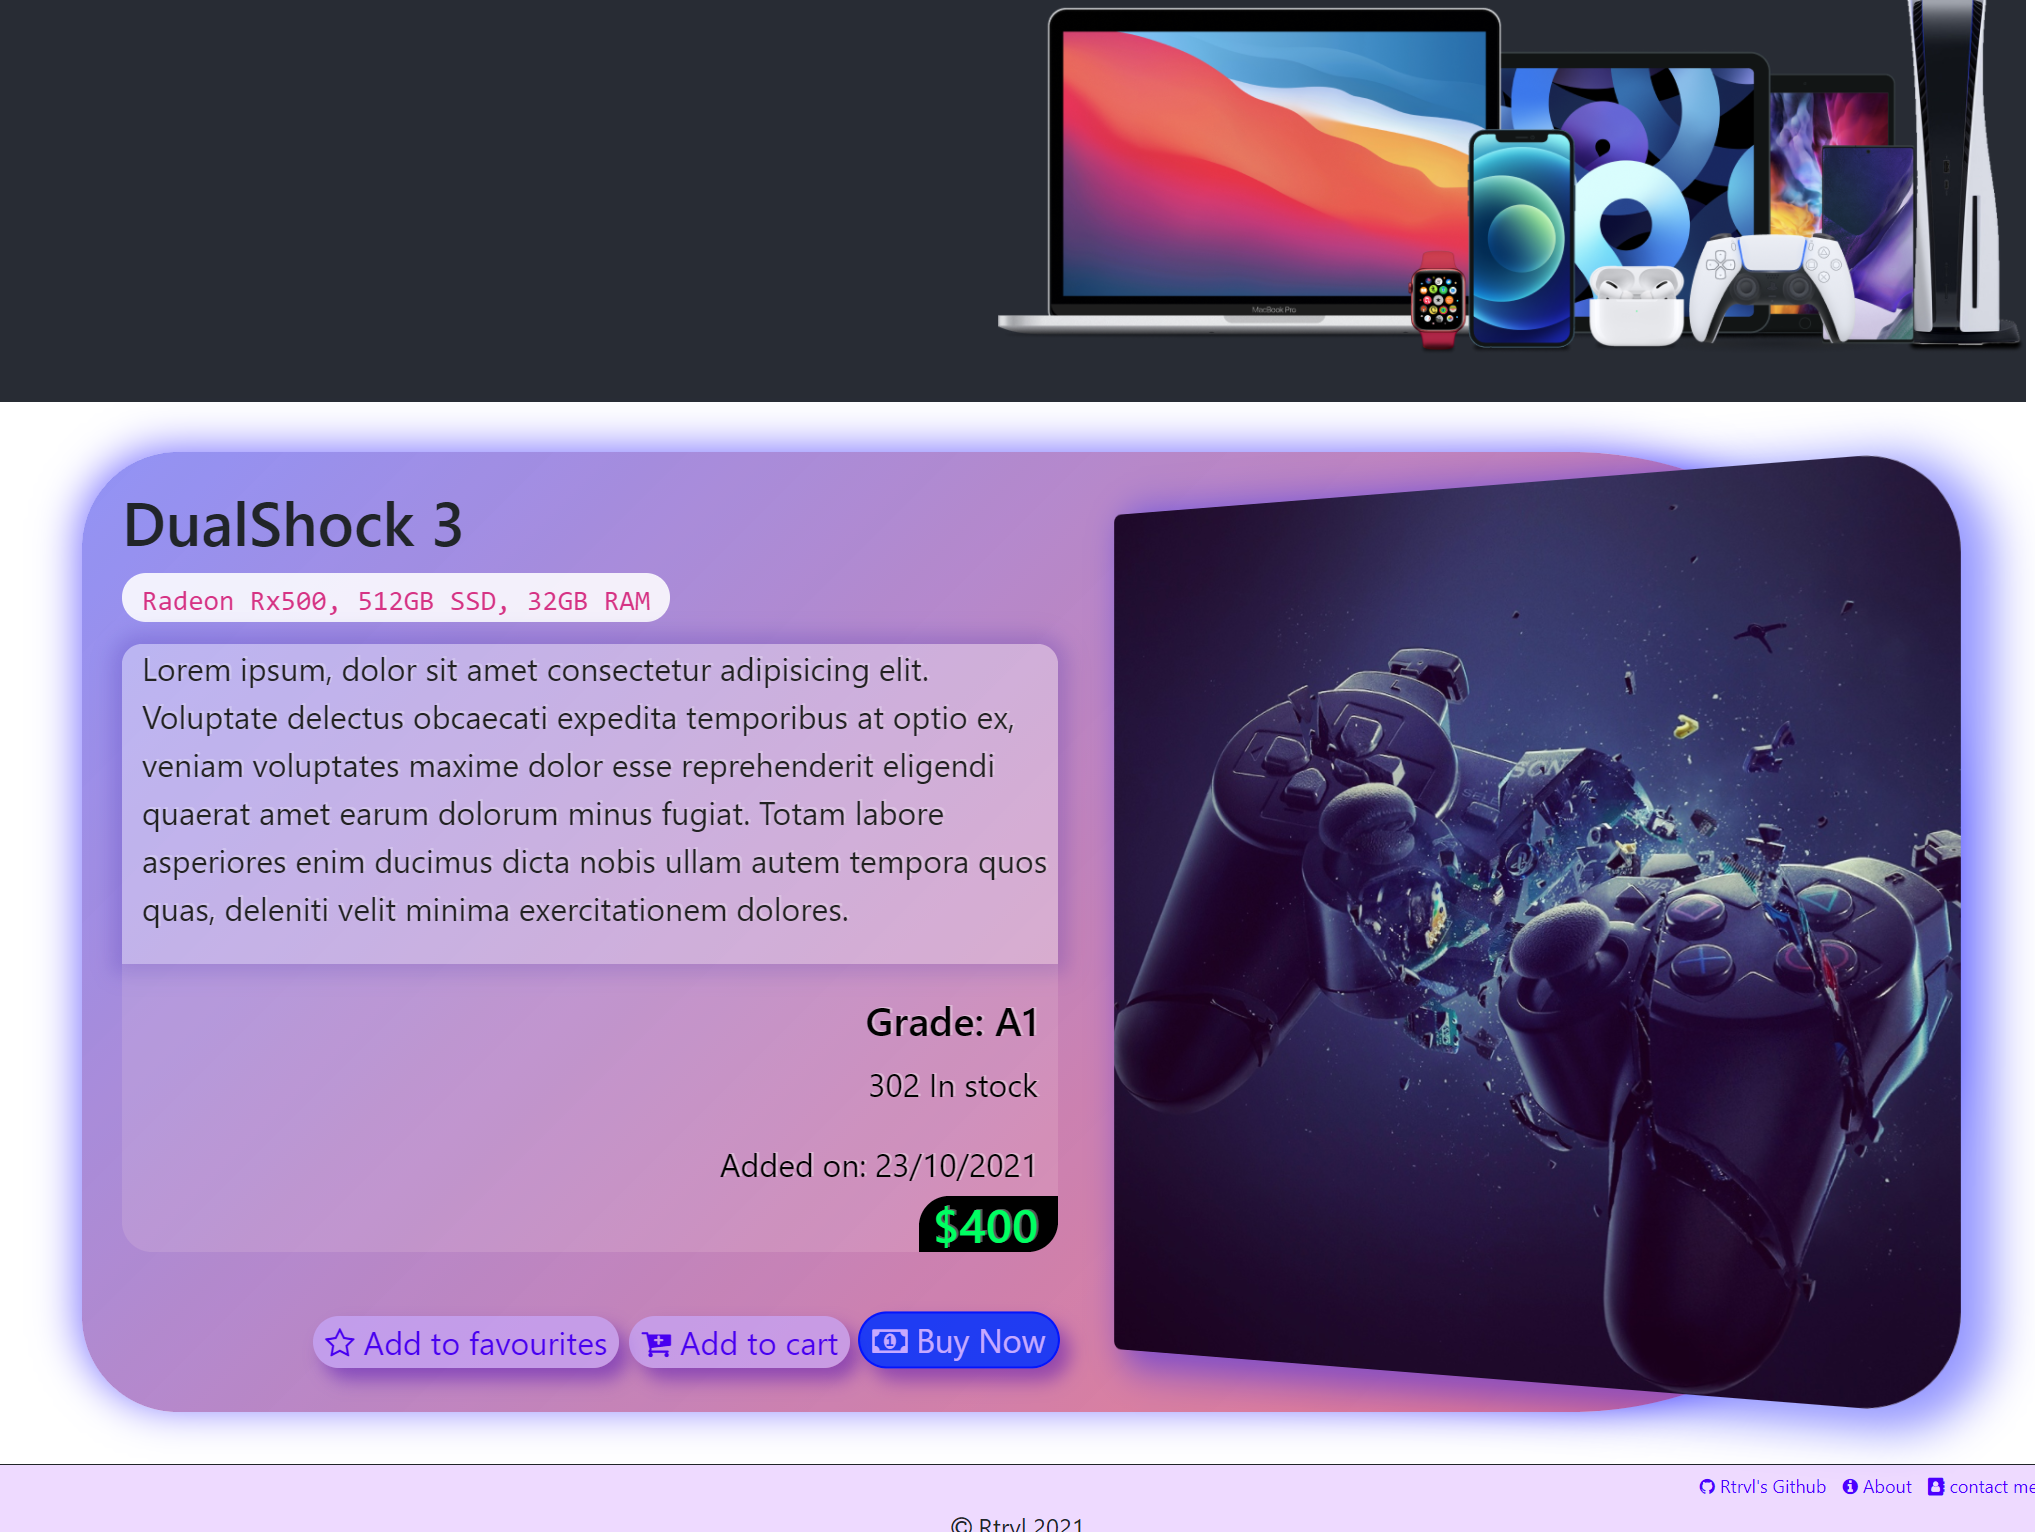 MacBook Pro
DualShock 3
Radeon Rx500, 512GB SSD, 32GB RAM
Lorem ipsum, dolor sit amet consectetur adipisicing elit.
Voluptate delectus obcaecati expedita temporibus at optio ex,
veniam voluptates maxime dolor esse reprehenderit eligendi
quaerat amet earum dolorum minus fugiat. Totam labore
asperiores enim ducimus dicta nobis ullam autem tempora quos
quas, deleniti velit minima exercitationem dolores.
Grade: A1
302 In stock
Added on: 23/10/2021
$400
Add to favourites
Add to cart
Buy Now
Rtrvl's Github
About
contact me
© Rtrvl 2021